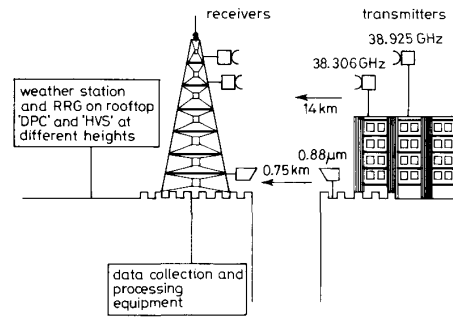 receivers
transmitters
38.925 GHz
38.306 GHz
14 km
weather station
and RRG on rooftop
'DPC' and 'HVS' at
different heights
0.88µm
0.75 km
data collection and
processing
equipment